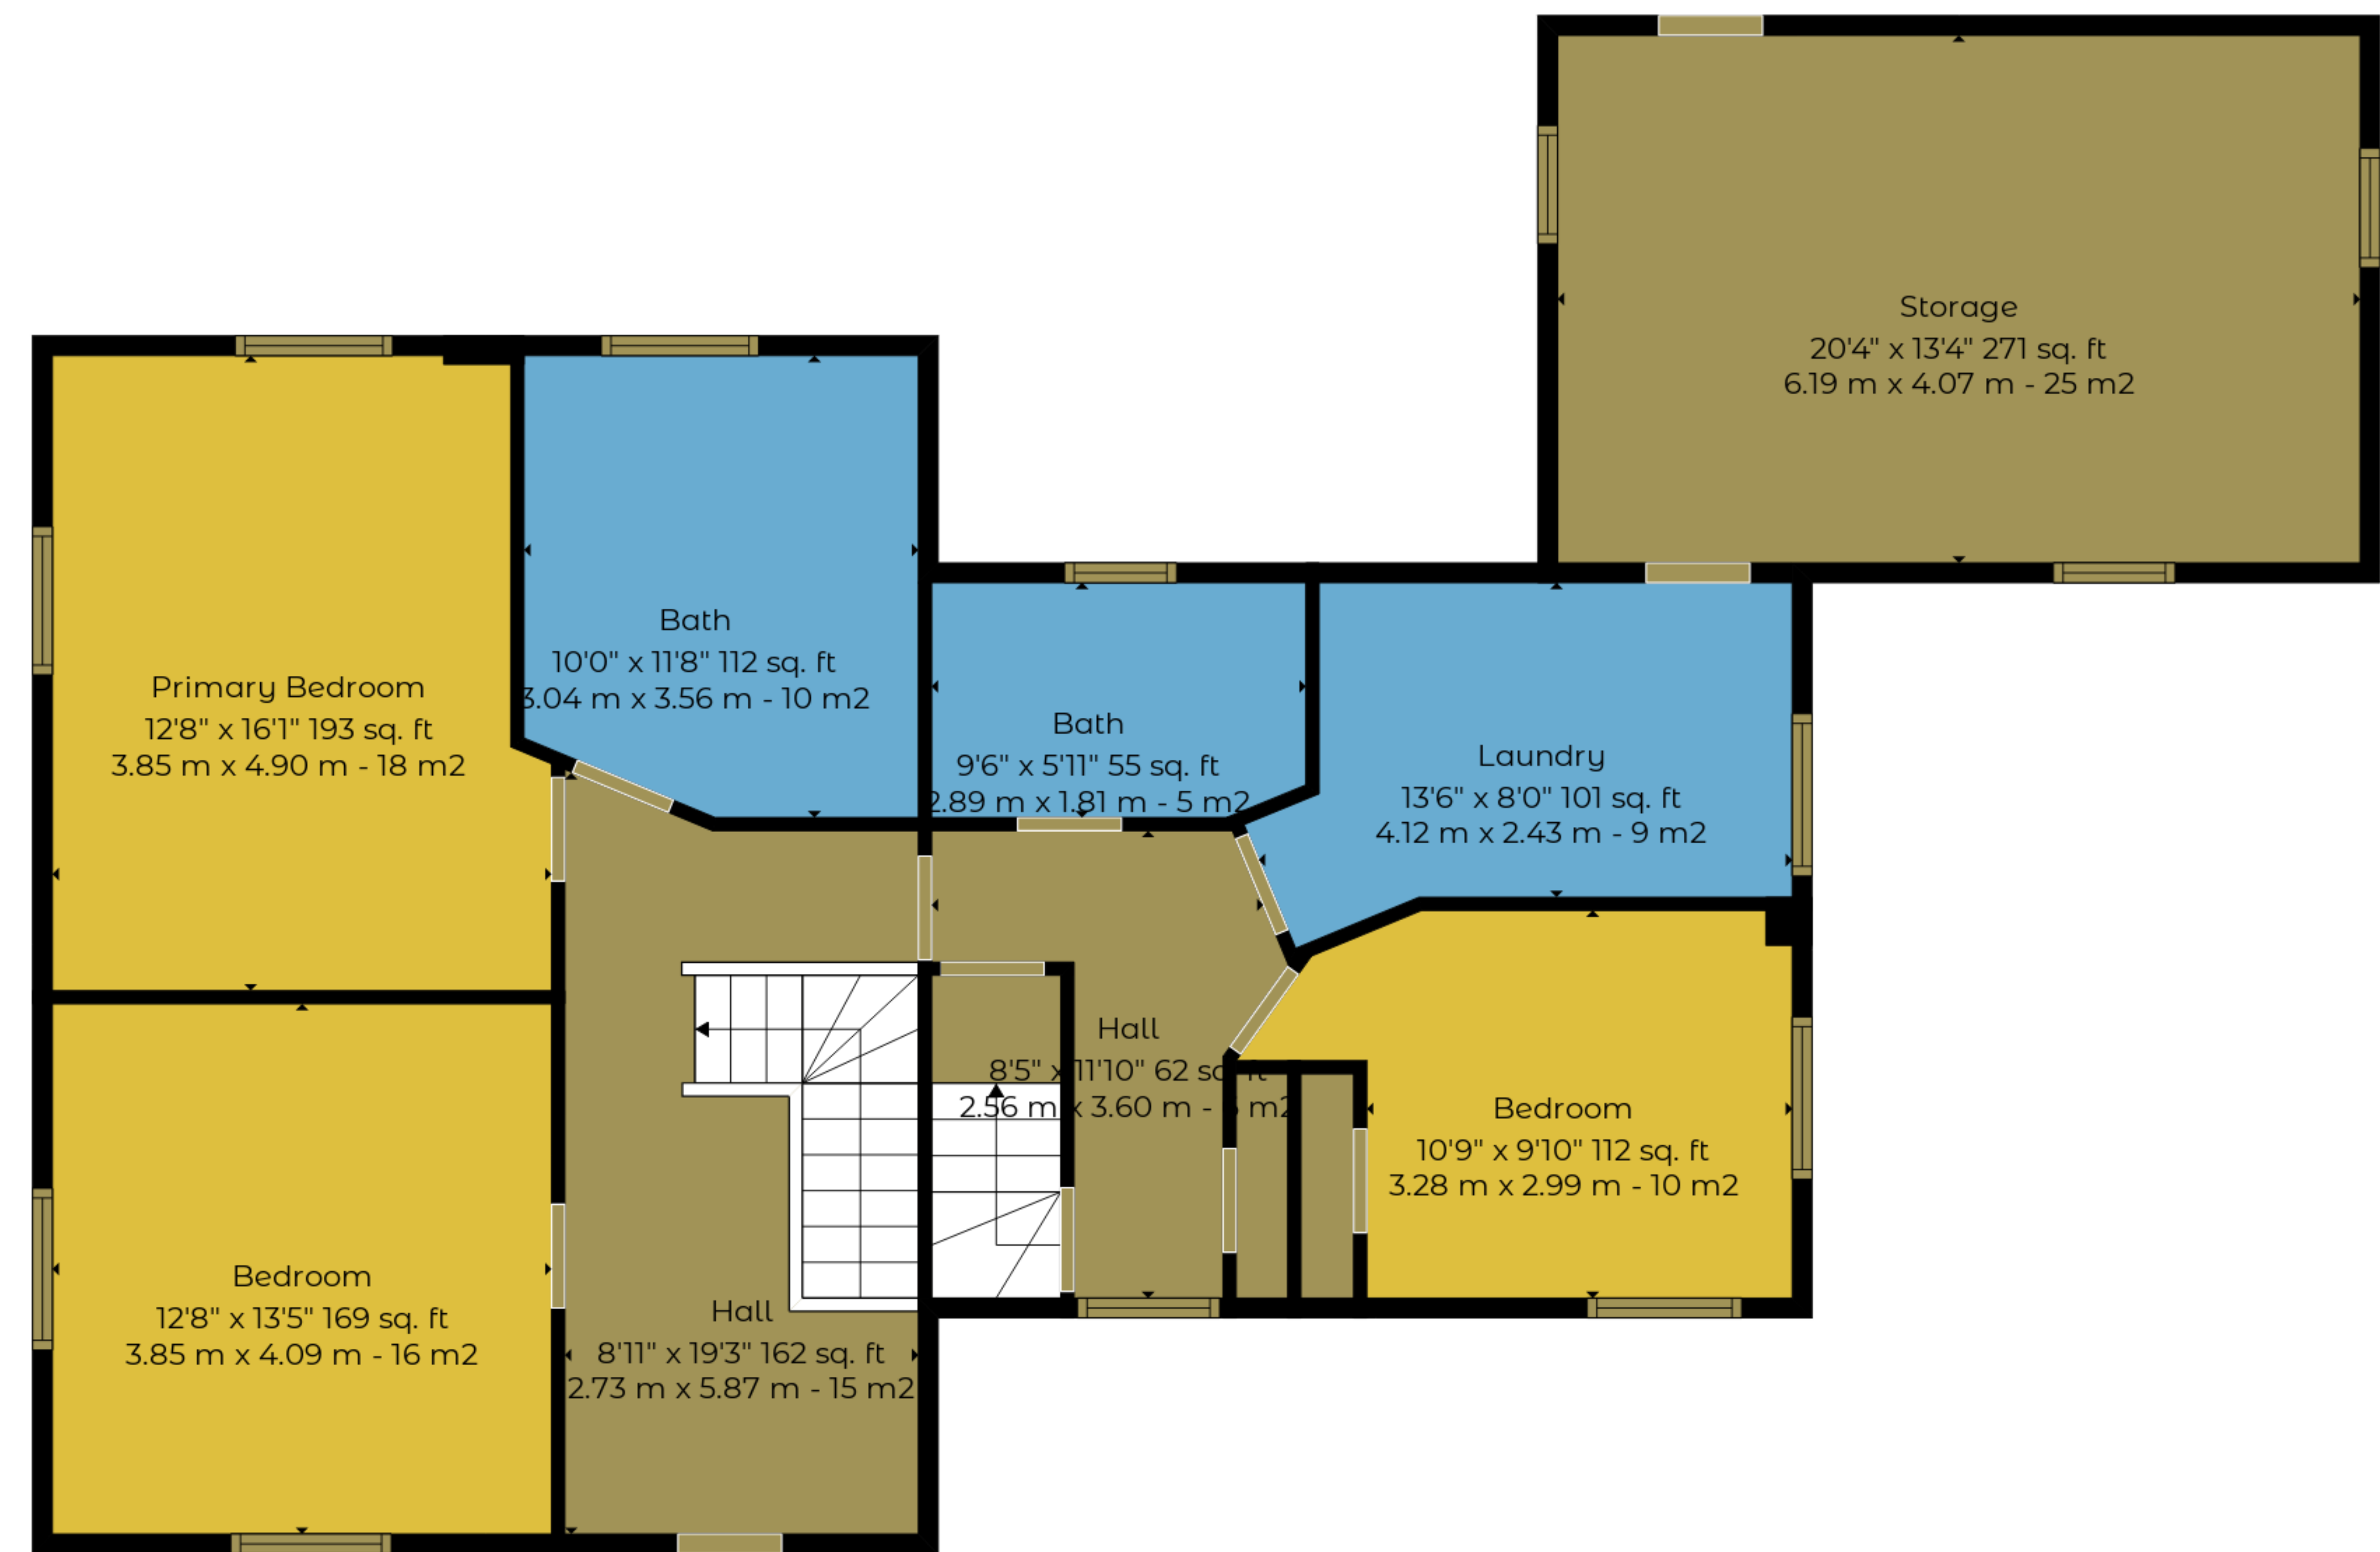 Storage
20'4" x 13'4" 271 sq. ft
6.19 m x 4.07 m - 25 m2
Primary Bedroom
12'8" x 16'1" 193 sq. ft
3.85 m x 4.90 m - 18 m2
Bath
10'0" x 11'8" 112 sq. ft
3.04 m x 3.56 m - 10 m2
Bath
9'6" x 5'11" 55 sq. ft
2.89 m x 1.81 m - 5 m2
Laundry
13'6" x 8'0" 101 sq. ft
4.12 m x 2.43 m - 9 m2
Hall
8'5" x 11'10" 62 sq. ft
2.56 m x 3.60 m - m2
Bedroom
10'9" x 9'10" 112 sq. ft
3.28 m x 2.99 m - 10 m2
Bedroom
12'8" x 13'5" 169 sq. ft
3.85 m x 4.09 m - 16 m2
Hall
8'11" x 19'3" 162 sq. ft
2.73 m x 5.87 m - 15 m2